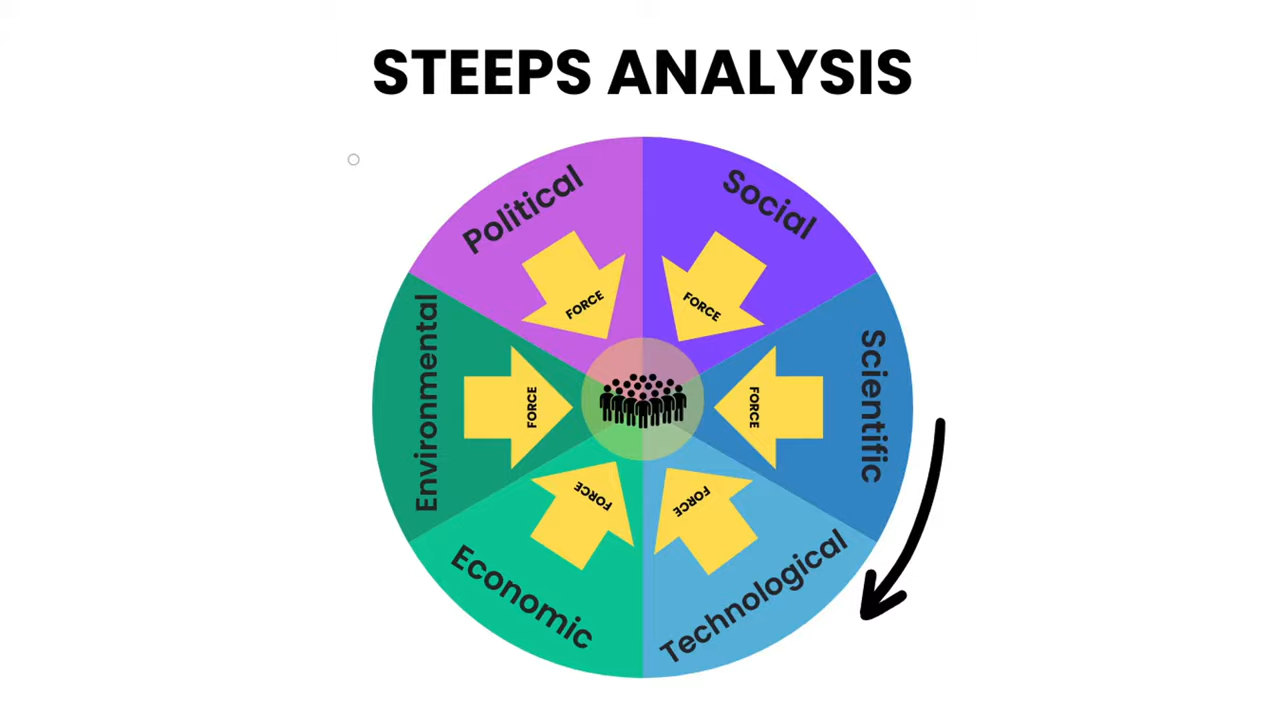 STEEPS ANALYSIS
Political
Social
FORCE
FORCE
Environmental
FORCE
FORCE
Scientific
FORCE
FORCE
Economic
Technological